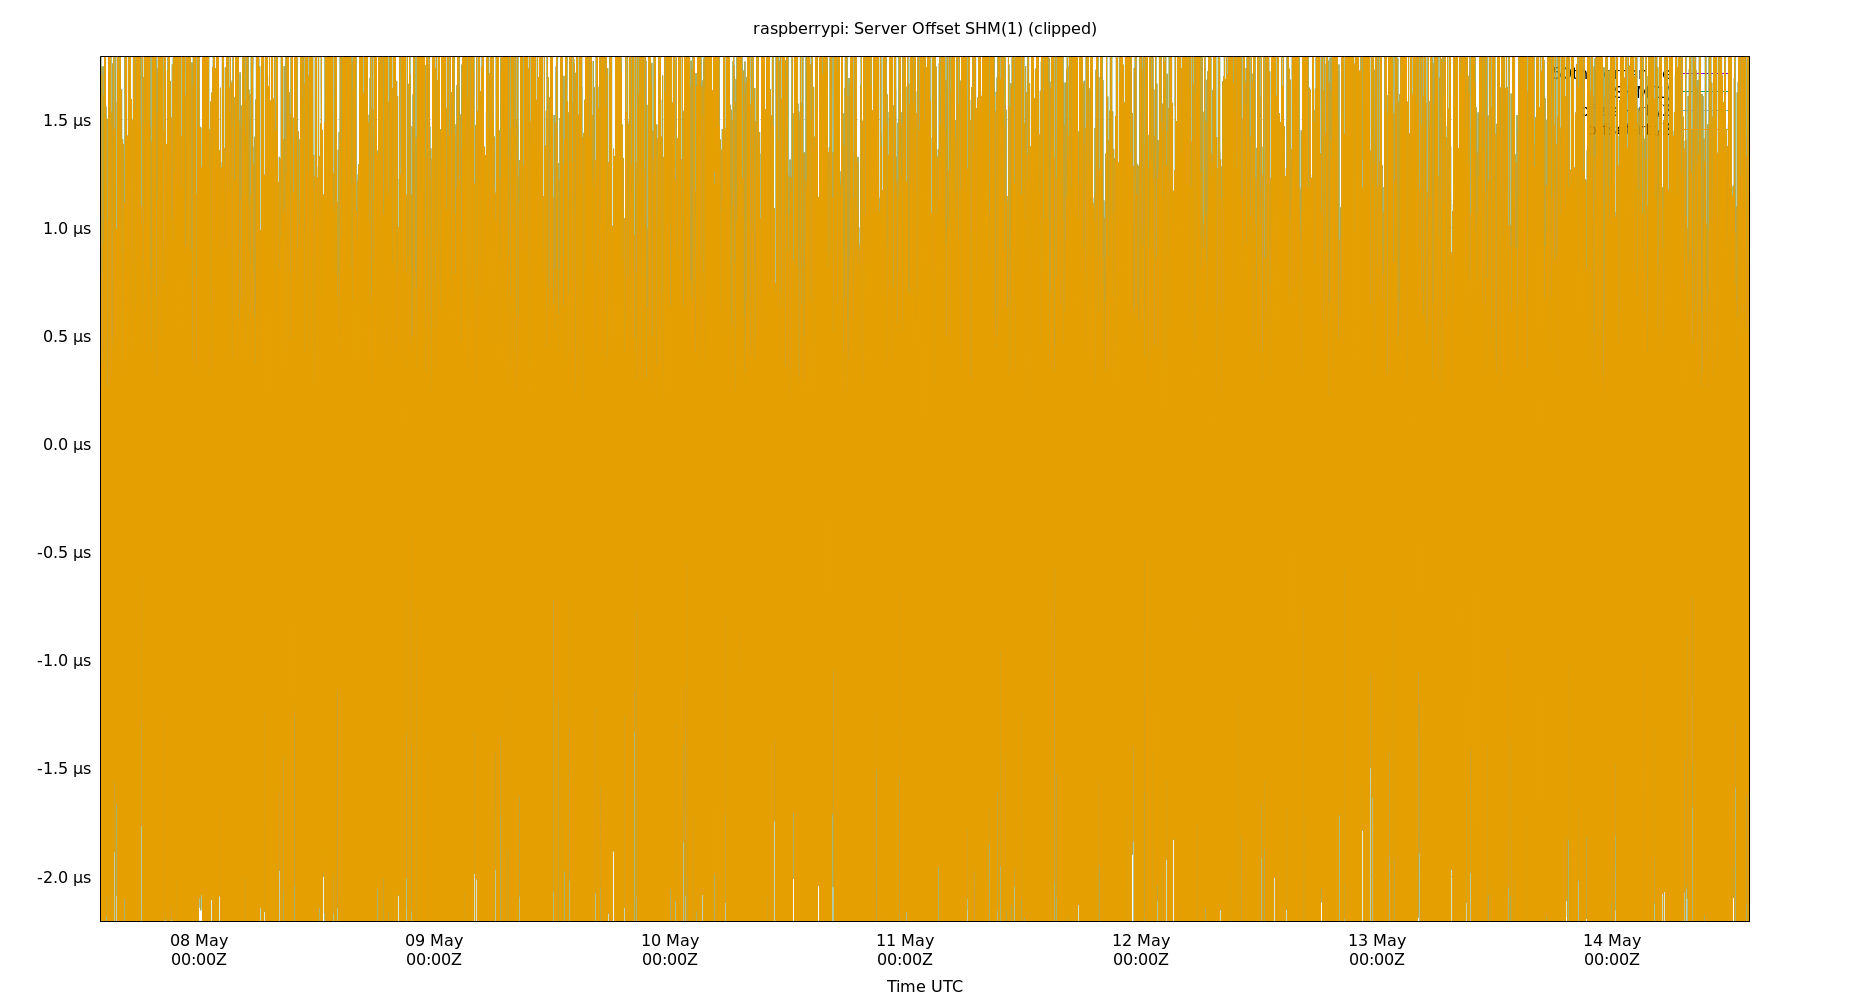 raspberrypi: Server Offset SHM(1) (clipped)
1.5 µs
1.0 µs
0.5 µs
0.0 µs
-0.5 µs
-1.0 µs
-1.5 µs
-2.0 µs
08 May 09 May 10 May 11 May 12 May 13 May 14 May
00:00Z 00:00Z 00:00Z 00:00Z 00:00Z 00:00Z 00:00Z
Time UTC